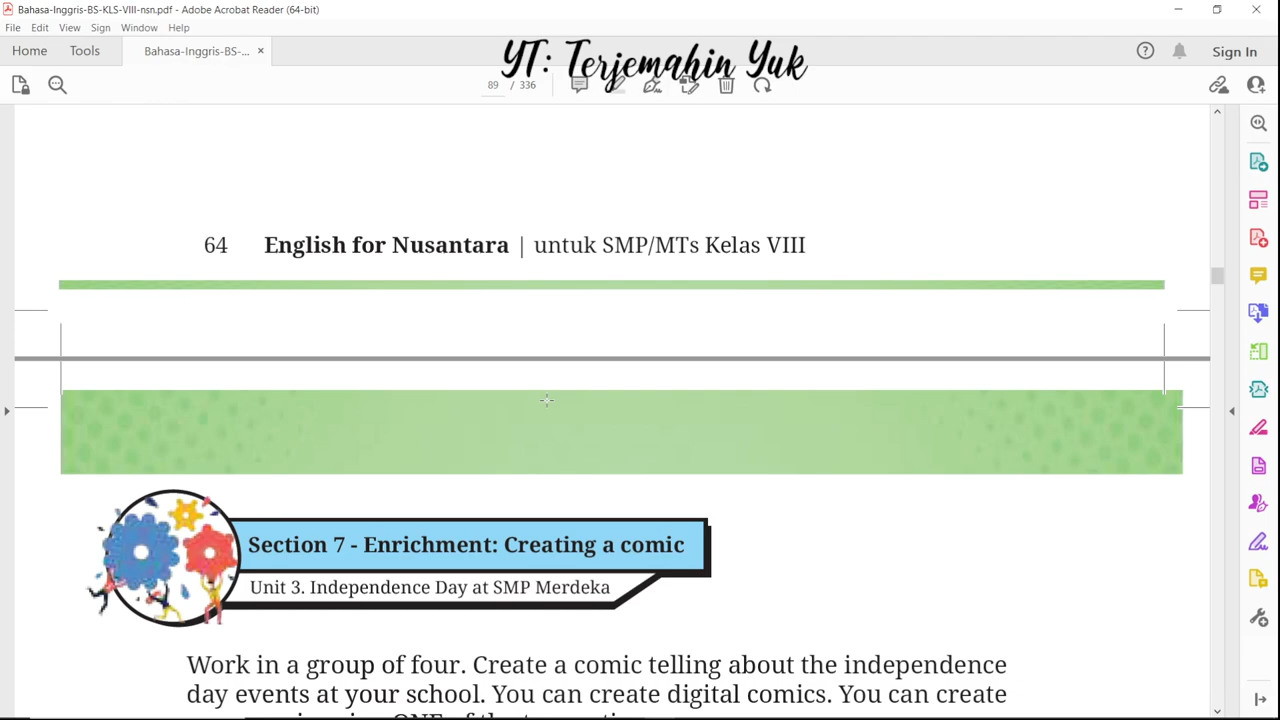 Bahasa-Inggris-BS-KLS-VIII-nsn.pdf - Adobe Acrobat Reader (64-bit)
File Edit View Sign Window Help
Home Tools Bahasa-Inggris-BS-... × Sign In
YT: Terjemahin Yuk
89 / 336
64 English for Nusantara | untuk SMP/MTs Kelas VIII
Section 7 - Enrichment: Creating a comic
Unit 3. Independence Day at SMP Merdeka
Work in a group of four. Create a comic telling about the independence
day events at your school. You can create digital comics. You can create
ONE of the